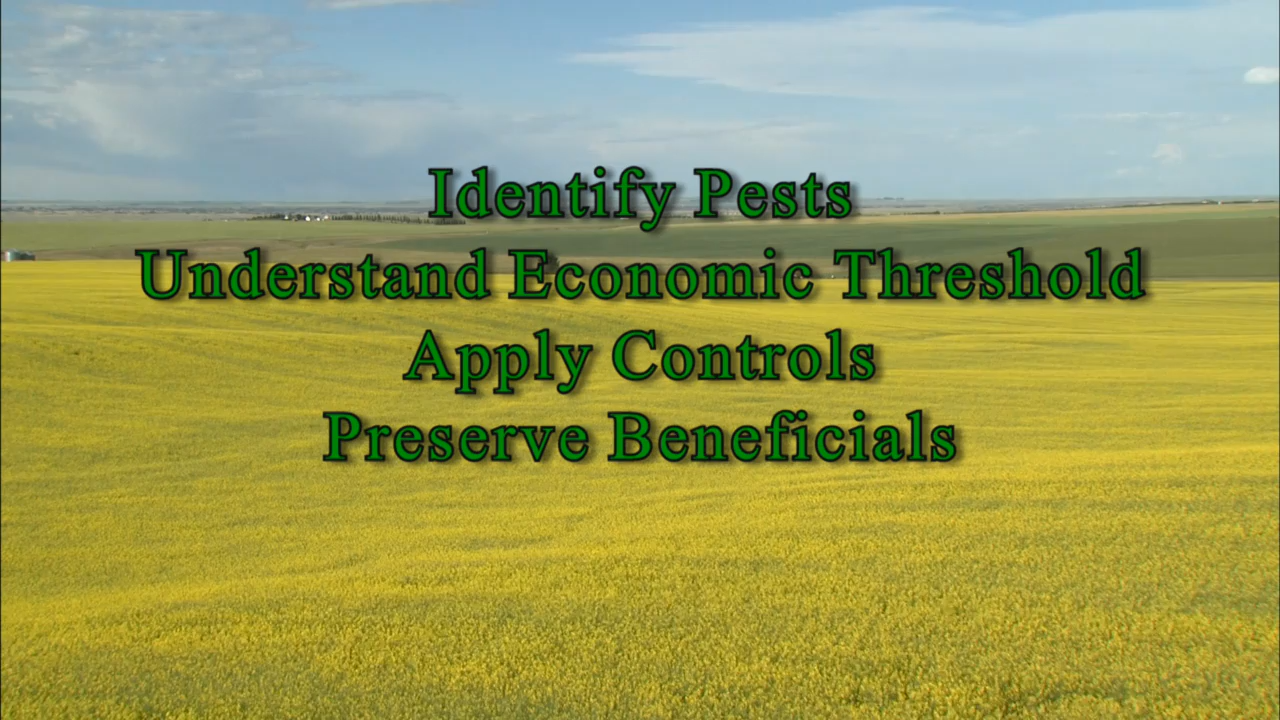 Identify Pests
Understand Economic Threshold
Apply Controls
Preserve Beneficials